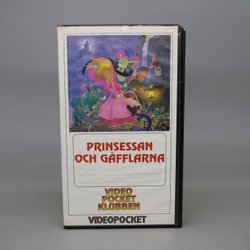 PRINSESSAN
OCH GÅFFLARNA
VIDEO
POCKET
KLUBBEN
VIDEOPOCKET